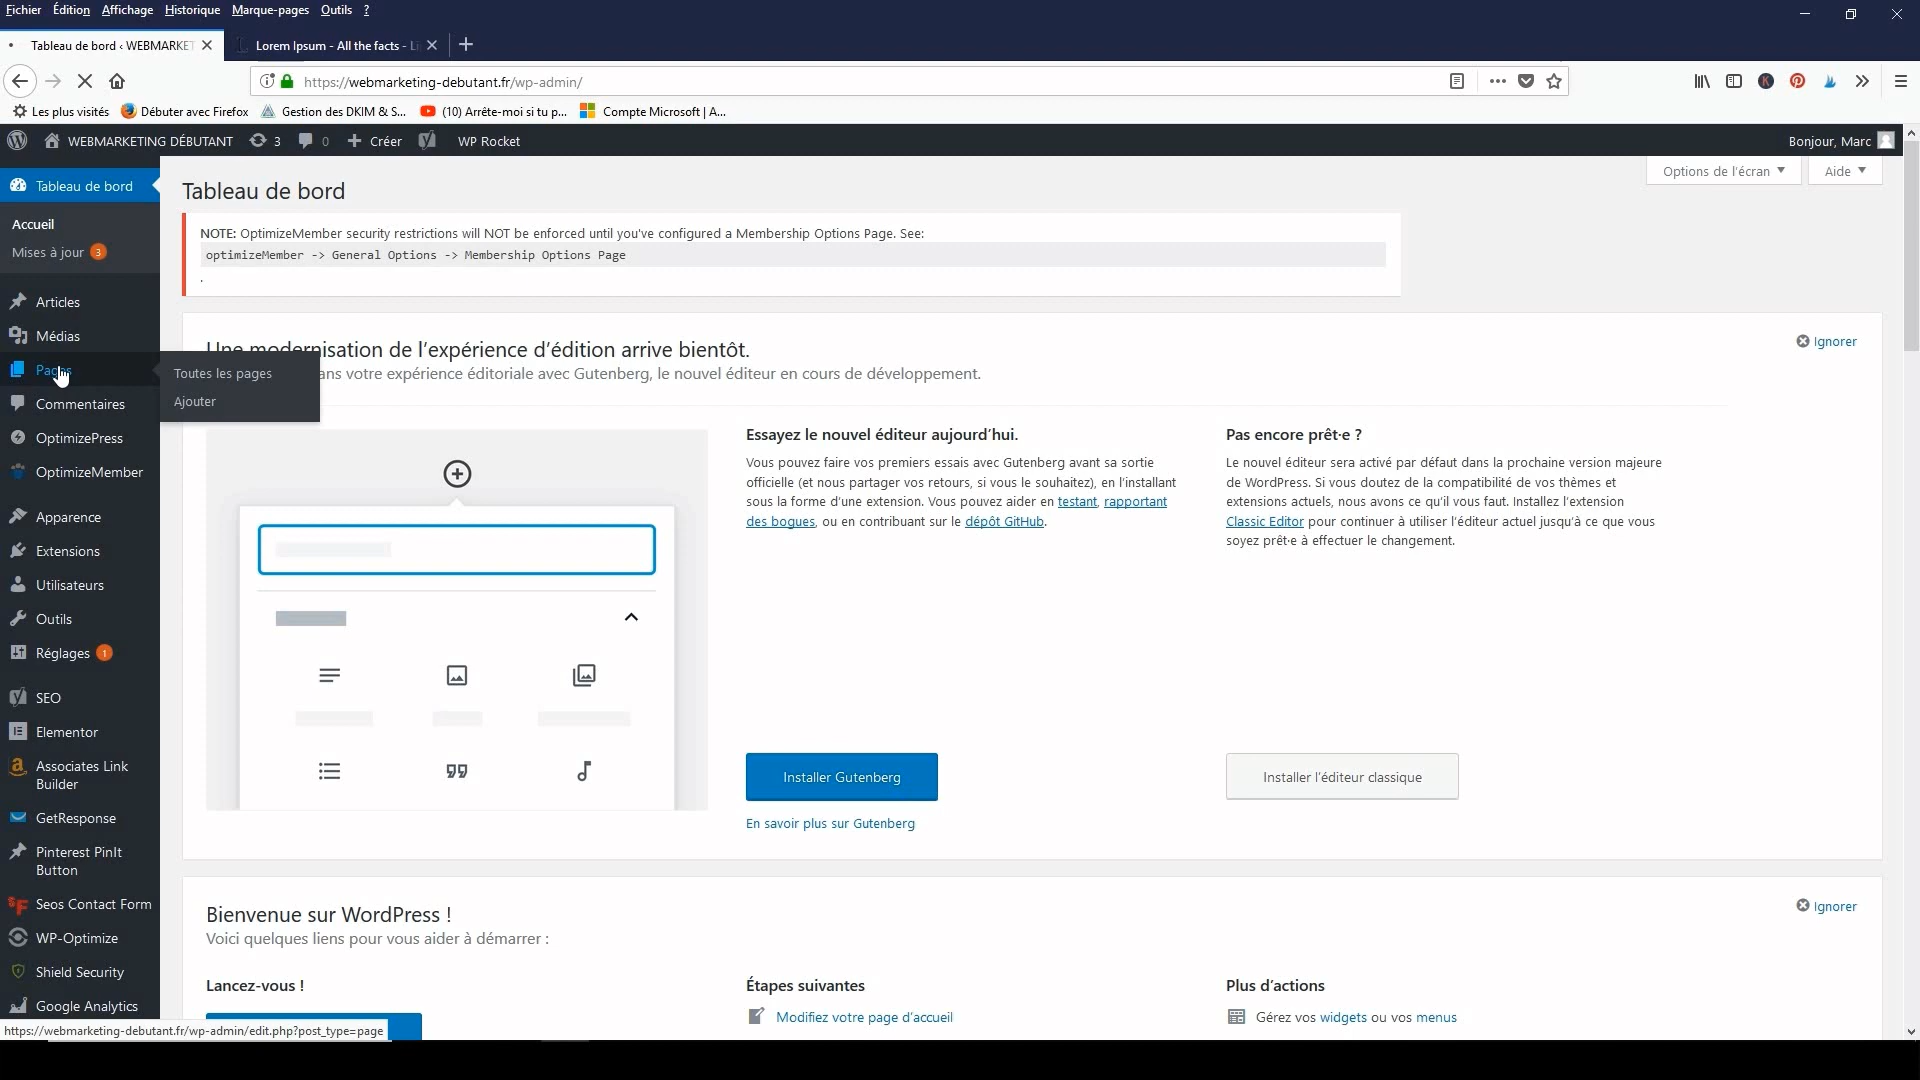 Fichier Édition Affichage Historique Marque-pages Outils ?
Tableau de bord ‹ WEBMARKET
Lorem Ipsum - All the facts - Li
https://webmarketing-debutant.fr/wp-admin/
Les plus visités Débuter avec Firefox Gestion des DKIM & S... (10) Arrête-moi si tu p... Compte Microsoft | A...
WEBMARKETING DÉBUTANT 3 0 Créer WP Rocket Bonjour, Marc
Options de l'écran Aide
Tableau de bord
Accueil
Mises à jour 3
Articles
Médias
Pages
Toutes les pages
Ajouter
Commentaires
OptimizePress
OptimizeMember
Apparence
Extensions
Utilisateurs
Outils
Réglages 1
SEO
Elementor
Associates Link
Builder
GetResponse
Pinterest PinIt
Button
Seos Contact Form
WP-Optimize
Shield Security
Google Analytics
https://webmarketing-debutant.fr/wp-admin/edit.php?post_type=page
Tableau de bord
NOTE: OptimizeMember security restrictions will NOT be enforced until you've configured a Membership Options Page. See:
optimizeMember -> General Options -> Membership Options Page
.
Une modernisation de l'expérience d'édition arrive bientôt.
Ignorer
ans votre expérience éditoriale avec Gutenberg, le nouvel éditeur en cours de développement.
Essayez le nouvel éditeur aujourd'hui.
Vous pouvez faire vos premiers essais avec Gutenberg avant sa sortie
officielle (et nous partager vos retours, si vous le souhaitez), en l'installant
sous la forme d'une extension. Vous pouvez aider en testant, rapportant
des bogues, ou en contribuant sur le dépôt GitHub.
Installer Gutenberg
En savoir plus sur Gutenberg
Pas encore prêt·e ?
Le nouvel éditeur sera activé par défaut dans la prochaine version majeure
de WordPress. Si vous doutez de la compatibilité de vos thèmes et
extensions actuels, nous avons ce qu'il vous faut. Installez l'extension
Classic Editor pour continuer à utiliser l'éditeur actuel jusqu'à ce que vous
soyez prêt·e à effectuer le changement.
Installer l'éditeur classique
Bienvenue sur WordPress !
Ignorer
Voici quelques liens pour vous aider à démarrer :
Lancez-vous !
Étapes suivantes
Modifiez votre page d'accueil
Plus d'actions
Gérez vos widgets ou vos menus